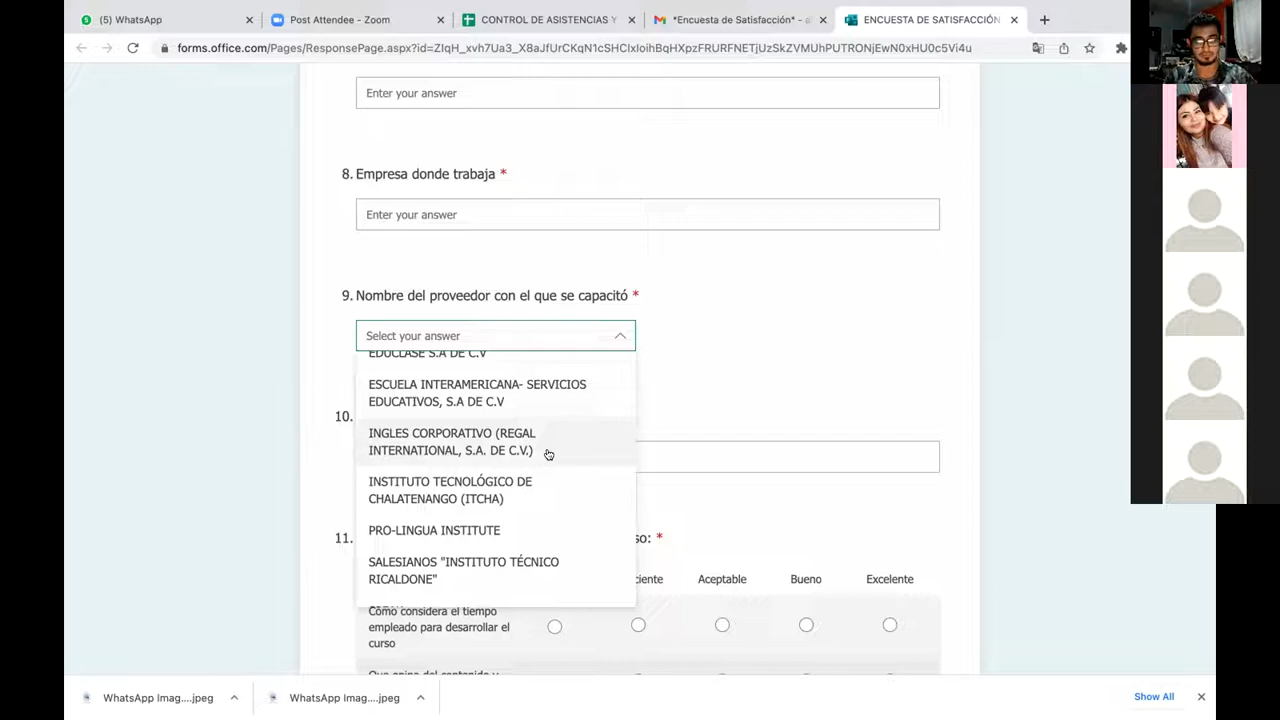 (5) WhatsApp
Post Attendee - Zoom
CONTROL DE ASISTENCIAS Y
*Encuesta de Satisfacción* - a
ENCUESTA DE SATISFACCIÓN
forms.office.com/Pages/ResponsePage.aspx?id=ZIqH_xvh7Ua3_X8aJfUrCKqN1cSHCIxIoihBqHXpzFRURFNETjUzSkZVMUhPUTRONjEwN0xHU0c5Vi4u
Enter your answer
8. Empresa donde trabaja *
Enter your answer
9. Nombre del proveedor con el que se capacitó *
Select your answer
EDUCLASE S.A DE C.V
ESCUELA INTERAMERICANA- SERVICIOS
EDUCATIVOS, S.A DE C.V
10.
INGLES CORPORATIVO (REGAL
INTERNATIONAL, S.A. DE C.V.)
INSTITUTO TECNOLÓGICO DE
CHALATENANGO (ITCHA)
PRO-LINGUA INSTITUTE
11. so: *
SALESIANOS "INSTITUTO TÉCNICO
RICALDONE"
ciente Aceptable Bueno Excelente
Cómo considera el tiempo
empleado para desarrollar el
curso
WhatsApp Imag....jpeg
WhatsApp Imag....jpeg
Show All